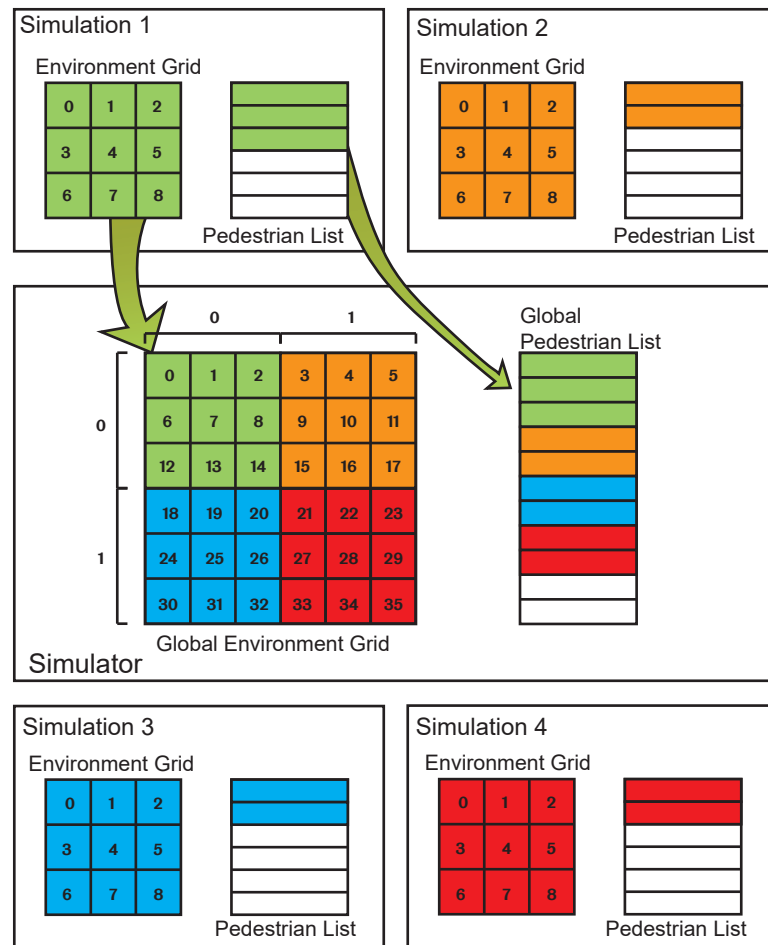 Simulation 1
Environment Grid
0 1 2
3 4 5
6 7 8
Pedestrian List
Simulation 2
Environment Grid
0 1 2
3 4 5
6 7 8
Pedestrian List
0 1
0
1
0 1 2 3 4 5
6 7 8 9 10 11
12 13 14 15 16 17
18 19 20 21 22 23
24 25 26 27 28 29
30 31 32 33 34 35
Global Environment Grid
Global
Pedestrian List
Simulator
Simulation 3
Environment Grid
0 1 2
3 4 5
6 7 8
Pedestrian List
Simulation 4
Environment Grid
0 1 2
3 4 5
6 7 8
Pedestrian List